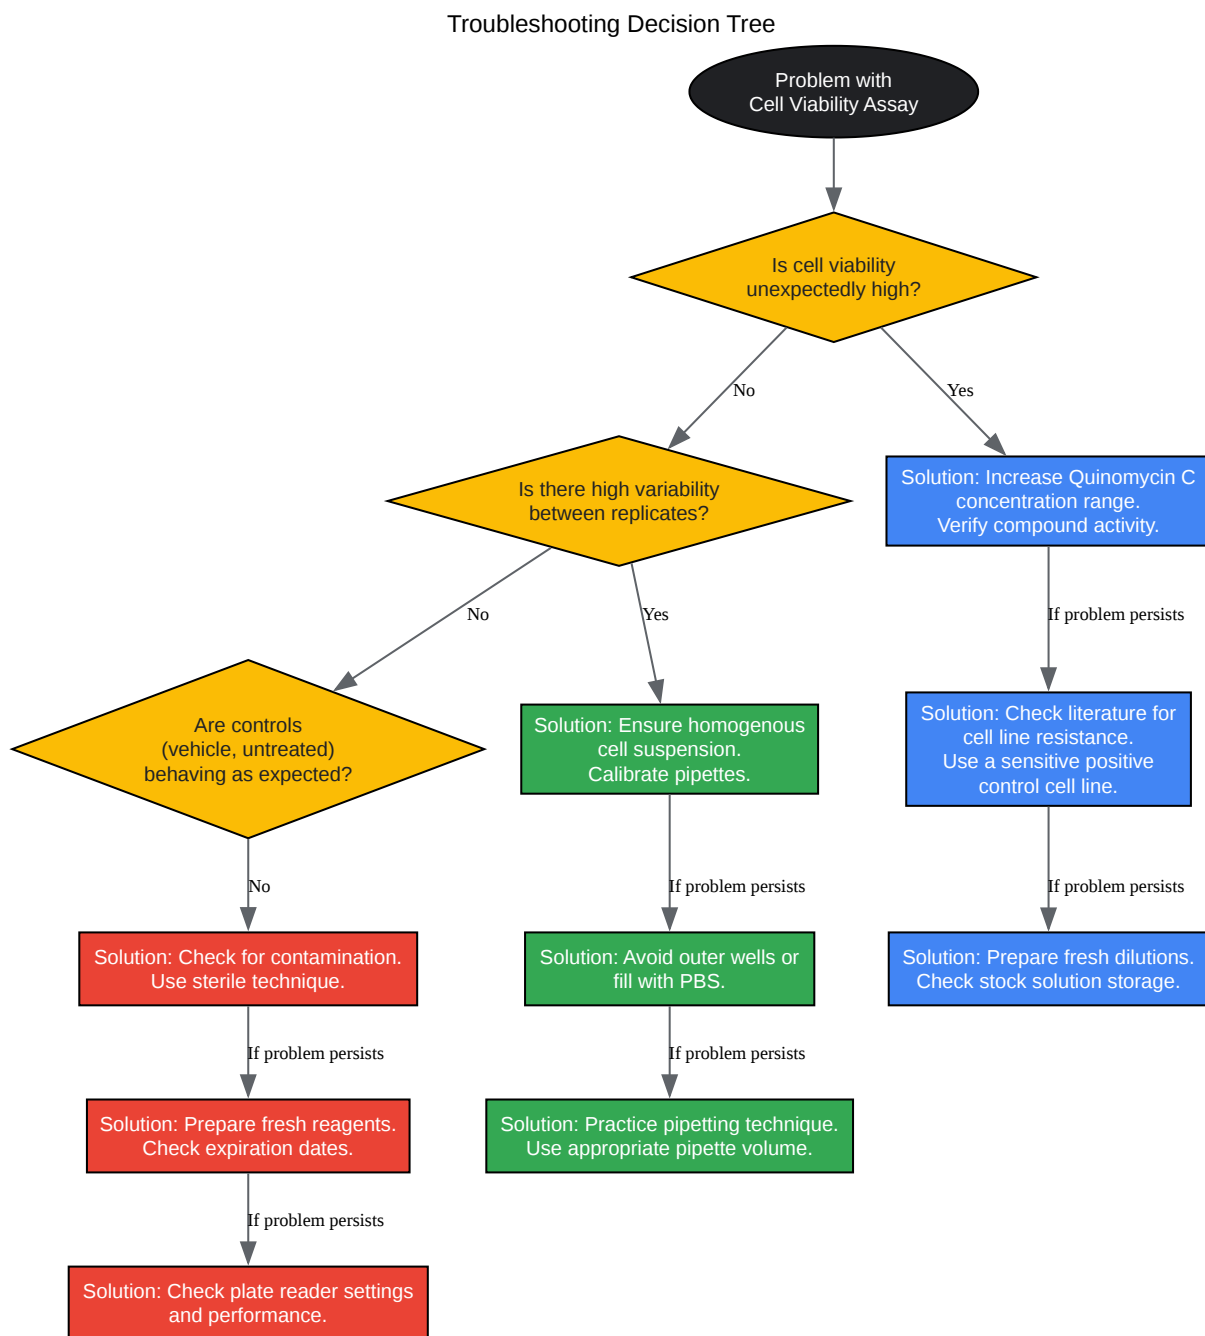 Troubleshooting Decision Tree
Problem with
Cell Viability Assay
Is cell viability
unexpectedly high?
No
Yes
Is there high variability
between replicates?
Solution: Increase Quinomycin C
concentration range.
Verify compound activity.
No
Yes
If problem persists
Are controls
(vehicle, untreated)
behaving as expected?
Solution: Ensure homogenous
cell suspension.
Calibrate pipettes.
Solution: Check literature for
cell line resistance.
Use a sensitive positive
control cell line.
No
If problem persists
If problem persists
Solution: Check for contamination.
Use sterile technique.
Solution: Avoid outer wells or
fill with PBS.
Solution: Prepare fresh dilutions.
Check stock solution storage.
If problem persists
If problem persists
Solution: Prepare fresh reagents.
Check expiration dates.
Solution: Practice pipetting technique.
Use appropriate pipette volume.
If problem persists
Solution: Check plate reader settings
and performance.